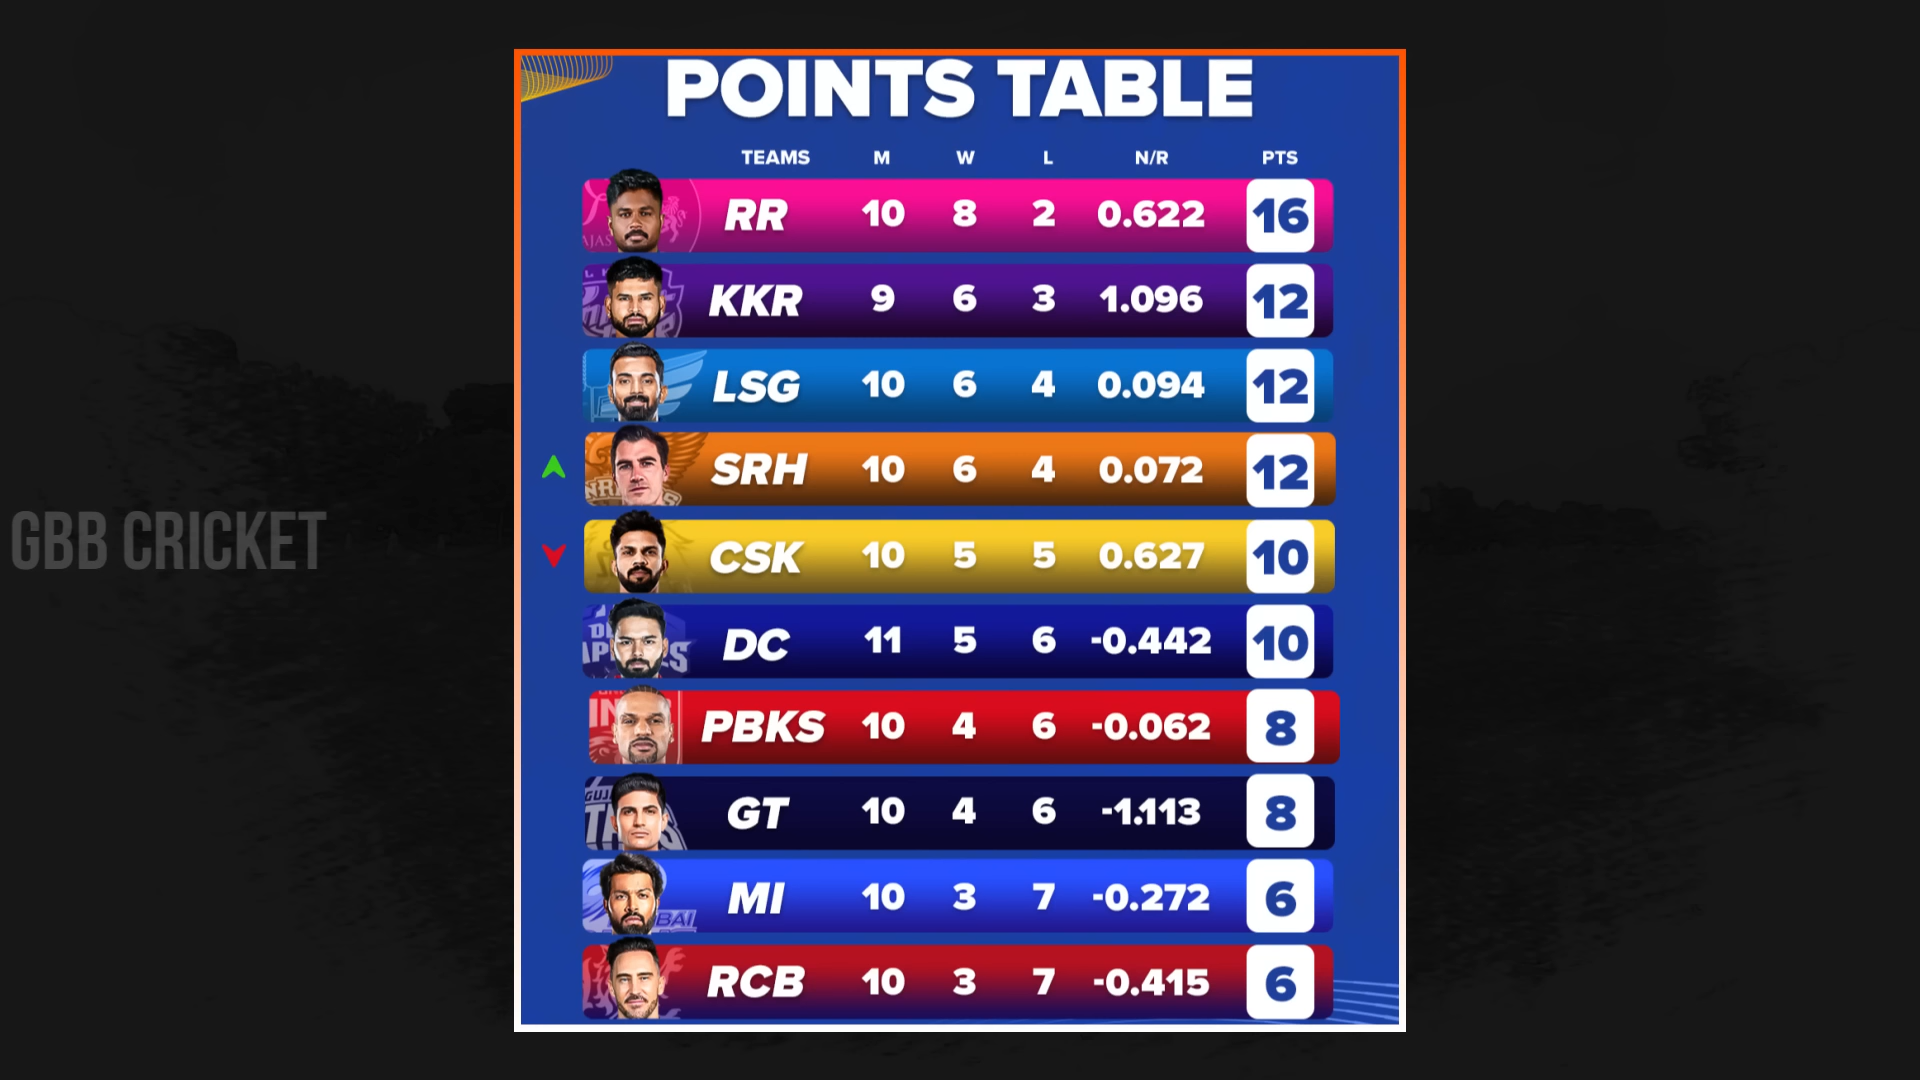 POINTS TABLE
TEAMS M W L N/R PTS
RR 10 8 2 0.622 16
KKR 9 6 3 1.096 12
LSG 10 6 4 0.094 12
SRH 10 6 4 0.072 12
GBB CRICKET
CSK 10 5 5 0.627 10
DC 11 5 6 -0.442 10
PBKS 10 4 6 -0.062 8
GT 10 4 6 -1.113 8
MI 10 3 7 -0.272 6
RCB 10 3 7 -0.415 6